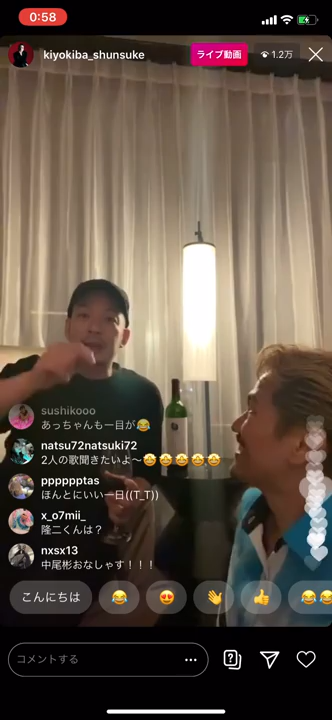 0:58
kiyokiba_shunsuke
ライブ動画
1.2万
sushikooo
あっちゃんも一目が😂
natsu72natsuki72
2人の歌聞きたいよ〜🤩🤩🤩🤩🤩
pppppptas
ほんとにいい一日((T_T))
x_o7mii_
隆二くんは？
nxsx13
中尾彬おなしゃす！！！
こんにちは
コメントする